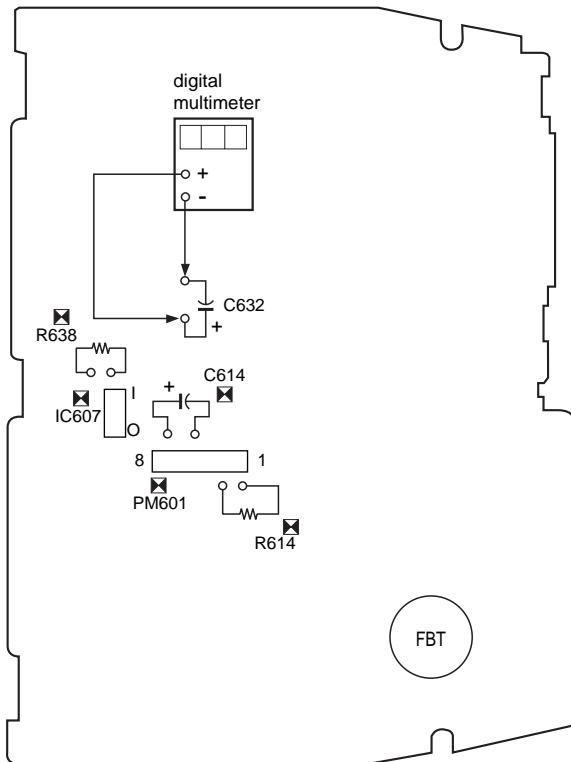 digital
multimeter
+
-
C632
+
R638
C614
+
I
IC607
O
8 1
PM601
R614
FBT